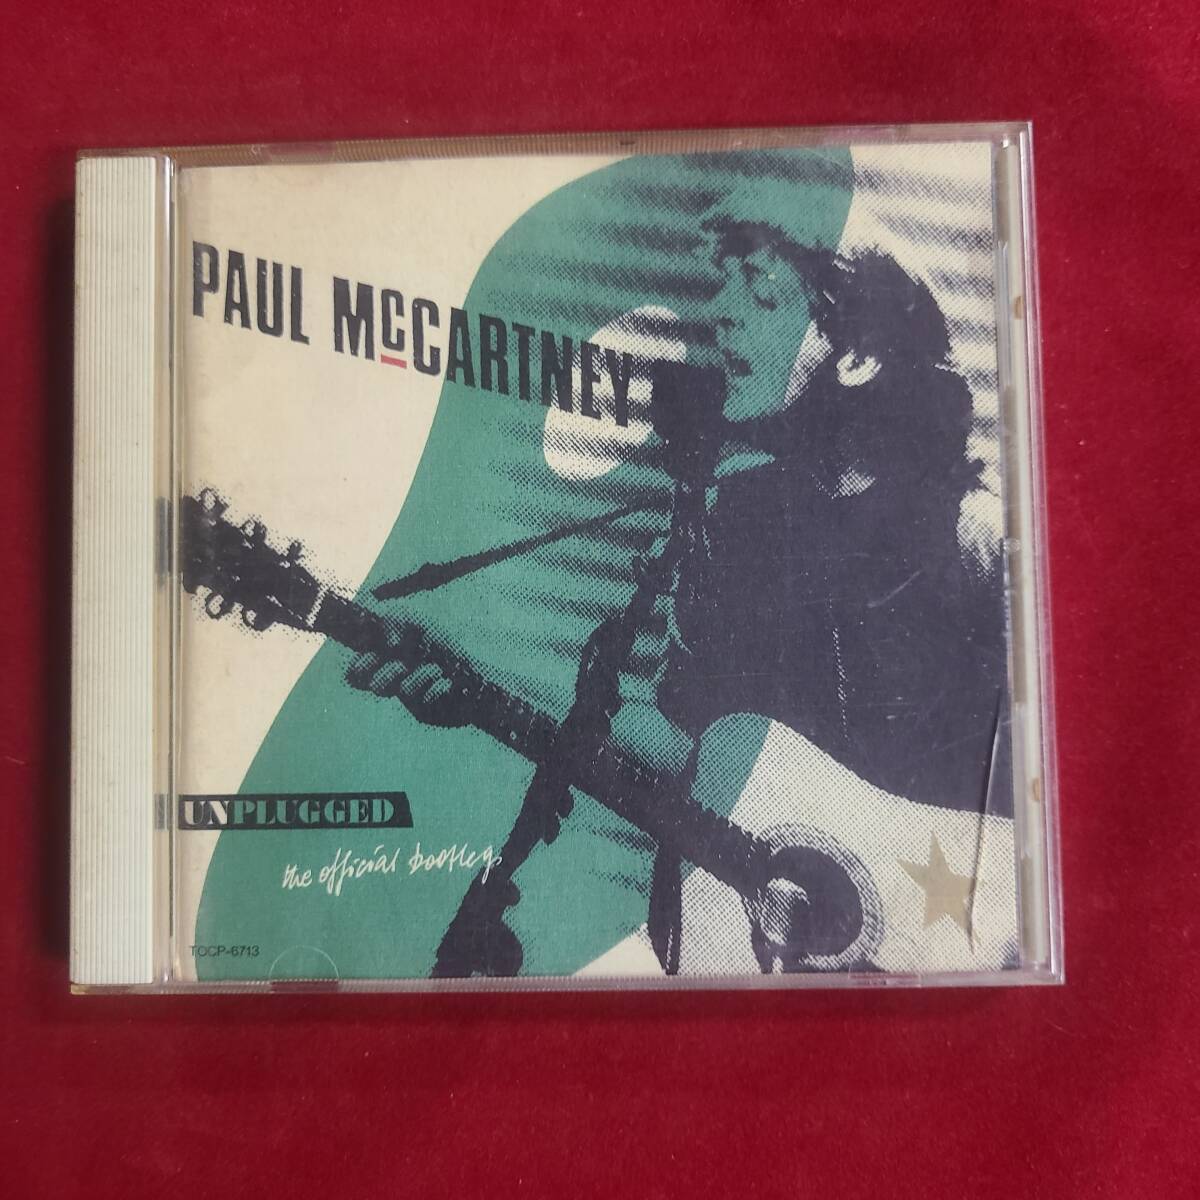 PAUL McCARTNEY
UNPLUGGED
the official bootleg
TOCP-6713